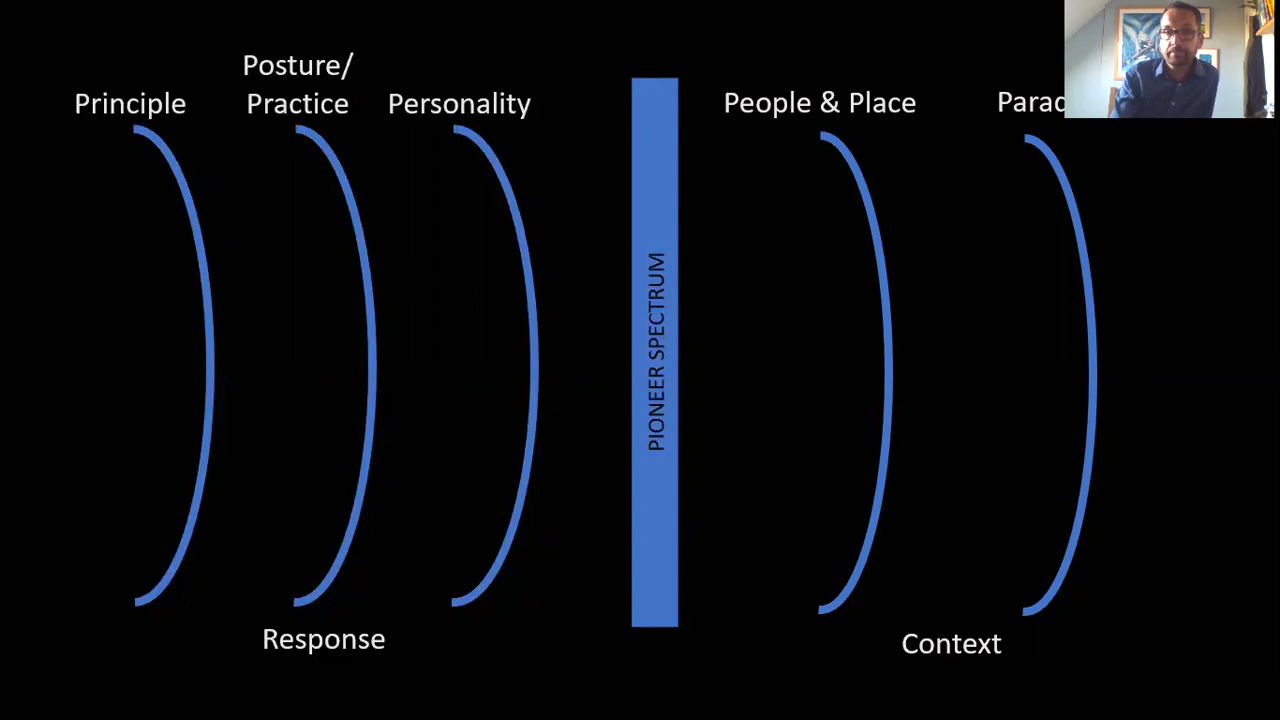 Posture/
Principle
Practice
Personality
People & Place
PIONEER SPECTRUM
Response
Context